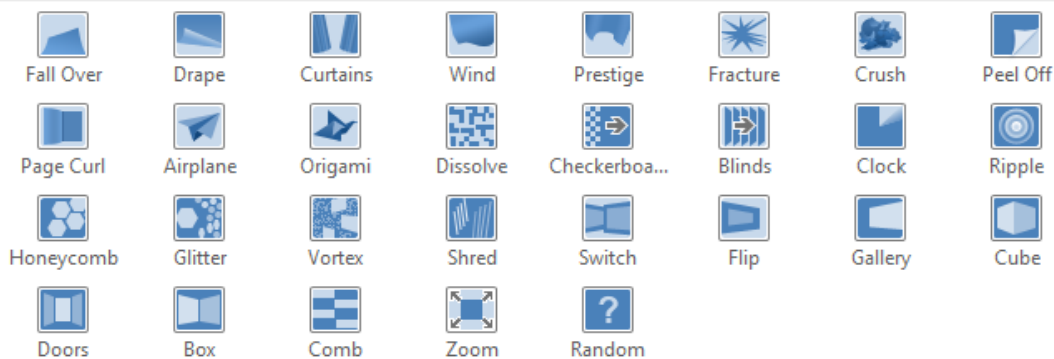 Fall Over Drape Curtains Wind Prestige Fracture Crush Peel Off
Page Curl Airplane Origami Dissolve Checkerboa... Blinds Clock Ripple
Honeycomb Glitter Vortex Shred Switch Flip Gallery Cube
Doors Box Comb Zoom ? Random